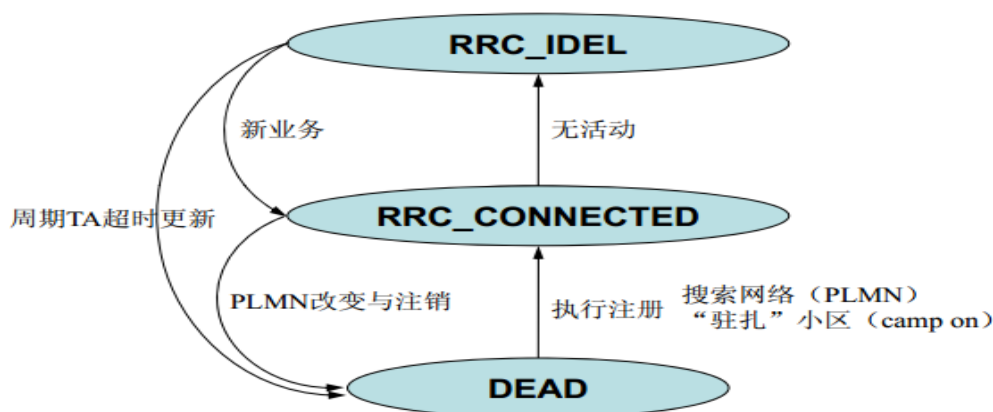 RRC_IDEL
新业务
无活动
周期TA超时更新
RRC_CONNECTED
PLMN改变与注销
执行注册
搜索网络（PLMN）
“驻扎”小区（camp on）
DEAD